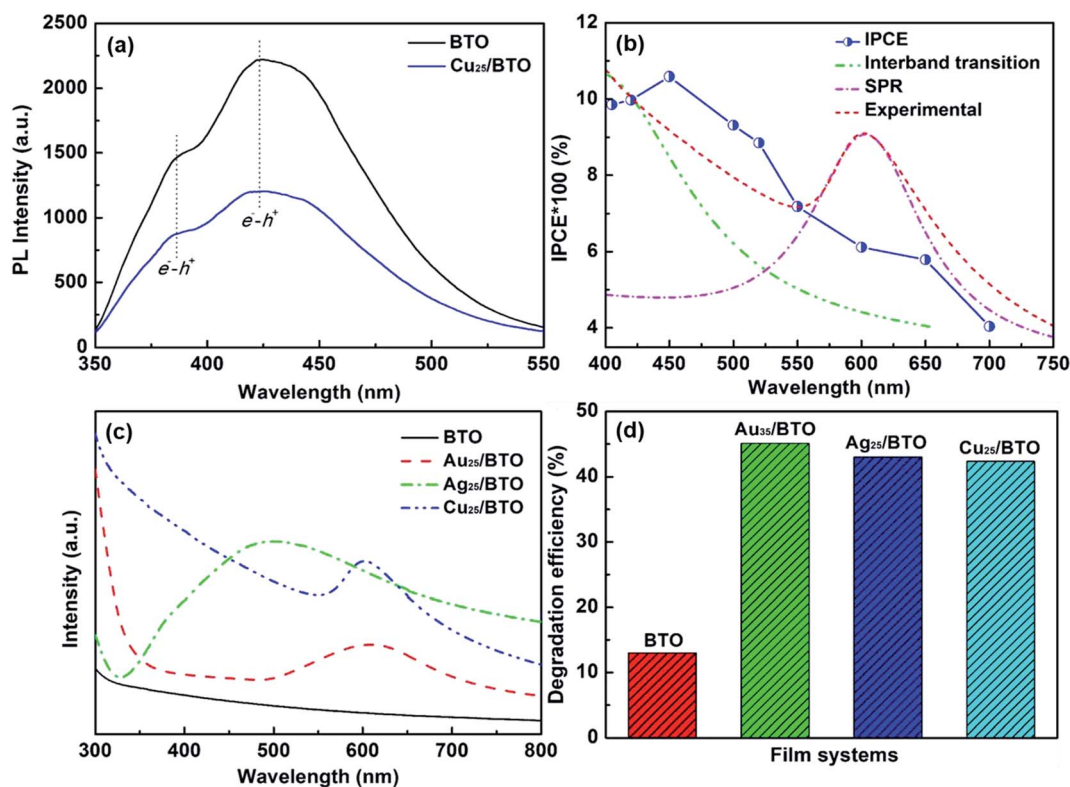 (a)
BTO
Cu25/BTO
e⁻-h⁺
e⁻-h⁺
PL Intensity (a.u.)
2500
2000
1500
1000
500
0
350 400 450 500 550
Wavelength (nm)
(b)
IPCE
Interband transition
SPR
Experimental
IPCE*100 (%)
12
10
8
6
4
400 450 500 550 600 650 700 750
Wavelength (nm)
(c)
BTO
Au25/BTO
Ag25/BTO
Cu25/BTO
Intensity (a.u.)
300 400 500 600 700 800
Wavelength (nm)
(d)
BTO
Au35/BTO
Ag25/BTO
Cu25/BTO
Degradation efficiency (%)
50
40
30
20
10
0
Film systems